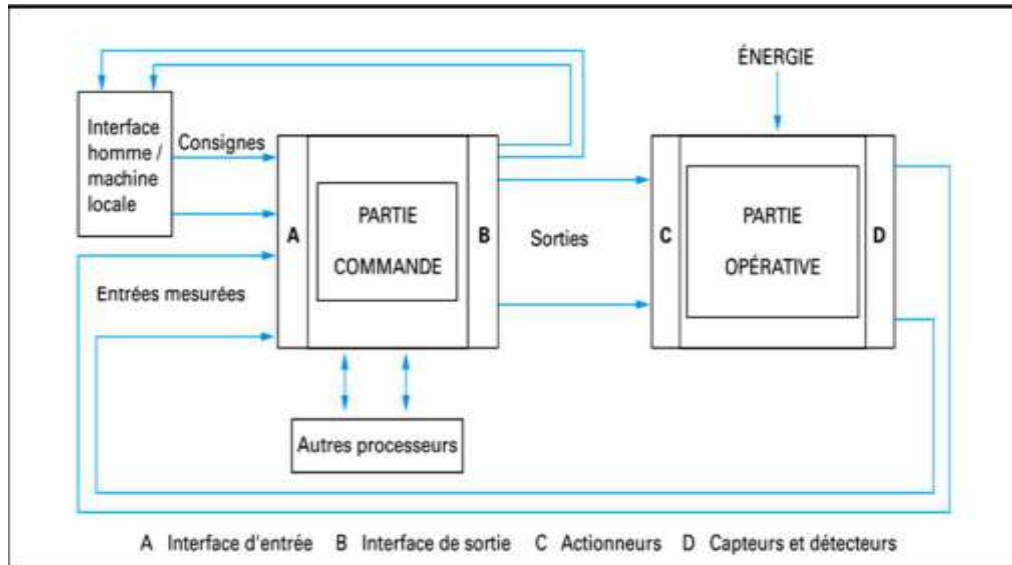 ÉNERGIE
Interface
homme /
machine
locale
Consignes
A
PARTIE
COMMANDE
B
Sorties
C
PARTIE
OPÉRATIVE
D
Entrées mesurées
Autres processeurs
A Interface d'entrée B Interface de sortie C Actionneurs D Capteurs et détecteurs